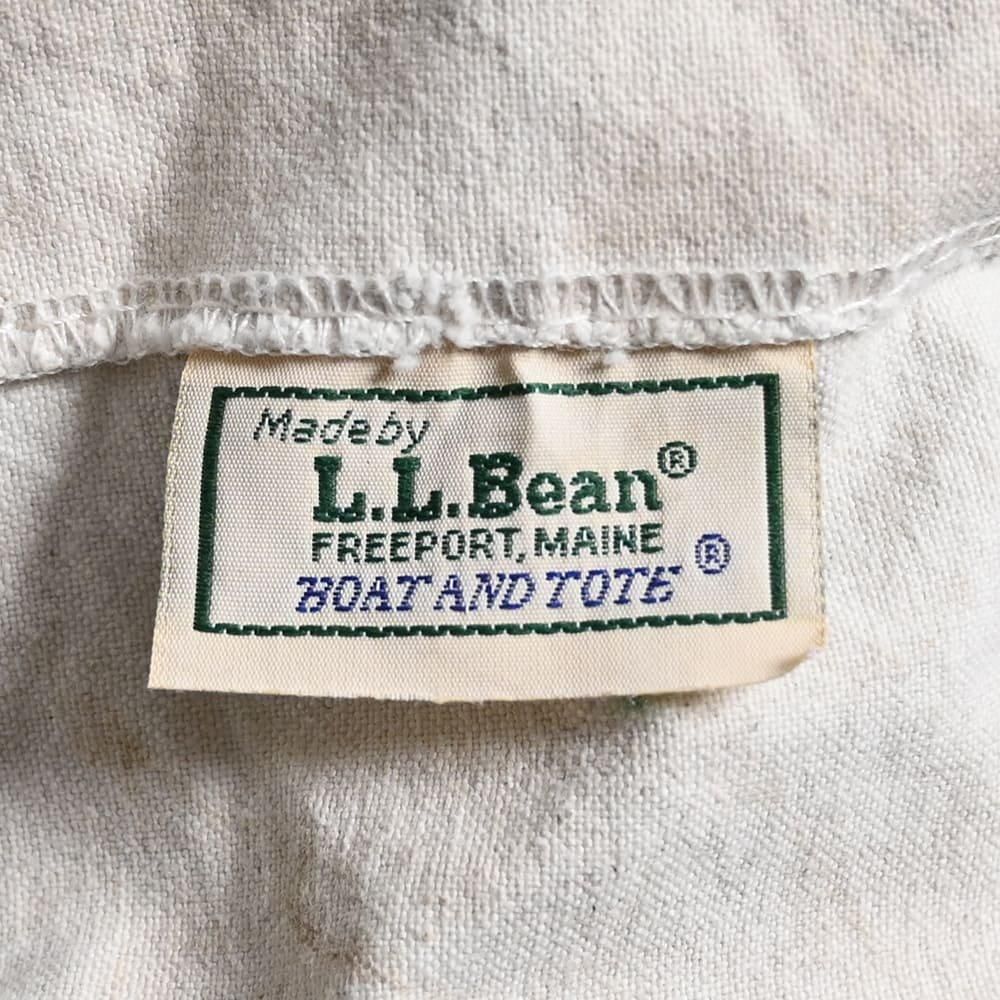 Made by
L.L.Bean®
FREEPORT, MAINE
BOAT AND TOTE ®